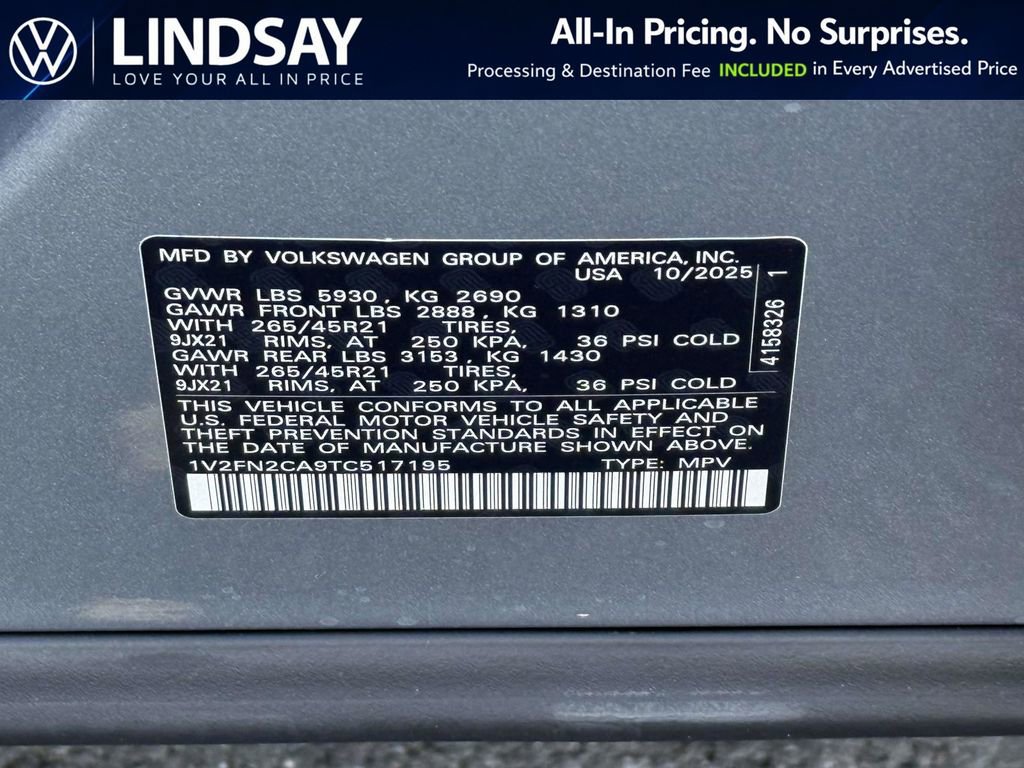 LINDSAY
LOVE YOUR ALL IN PRICE
All-In Pricing. No Surprises.
Processing & Destination Fee INCLUDED in Every Advertised Price
MFD BY VOLKSWAGEN GROUP OF AMERICA, INC.
USA 10/2025
GVWR LBS 5930, KG 2690
GAWR FRONT LBS 2888, KG 1310
WITH 265/45R21 TIRES,
9JX21 RIMS, AT 250 KPA, 36 PSI COLD
GAWR REAR LBS 3153, KG 1430
WITH 265/45R21 TIRES,
9JX21 RIMS, AT 250 KPA, 36 PSI COLD
4158326 1
THIS VEHICLE CONFORMS TO ALL APPLICABLE
U.S. FEDERAL MOTOR VEHICLE SAFETY AND
THEFT PREVENTION STANDARDS IN EFFECT ON
THE DATE OF MANUFACTURE SHOWN ABOVE.
1V2FN2CA9TC517195 TYPE: MPV